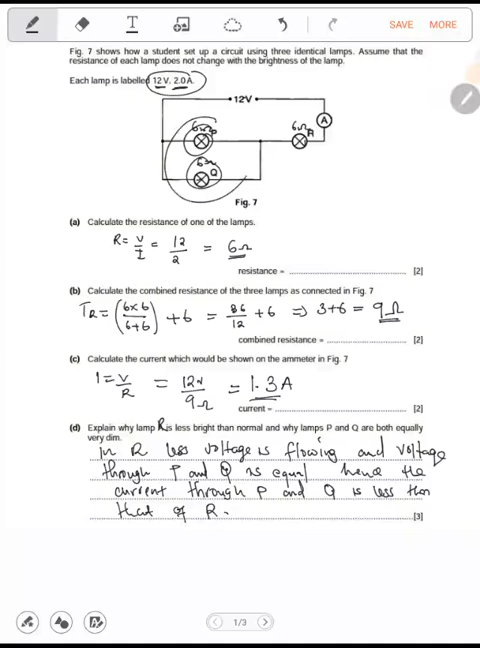 SAVE MORE
Fig. 7 shows how a student set up a circuit using three identical lamps. Assume that the
resistance of each lamp does not change with the brightness of the lamp.
Each lamp is labelled 12 V. 2.0 A.
12V
6Ω P
6Ω R
A
6Ω Q
Fig. 7
(a) Calculate the resistance of one of the lamps.
R = V/I = 12/2 = 6Ω
resistance = ........................................ [2]
(b) Calculate the combined resistance of the three lamps as connected in Fig. 7
TR = (6×6/6+6) + 6 = 36/12 + 6 ⇒ 3+6 = 9Ω
combined resistance = ........................................ [2]
(c) Calculate the current which would be shown on the ammeter in Fig. 7
I = V/R = 12V/9Ω = 1.3 A
current = ........................................ [2]
(d) Explain why lamp R is less bright than normal and why lamps P and Q are both equally
very dim.
In R less voltage is flowing and voltage
through P and Q is equal hence the
current through P and Q is less than
that of R.
[3]
1/3